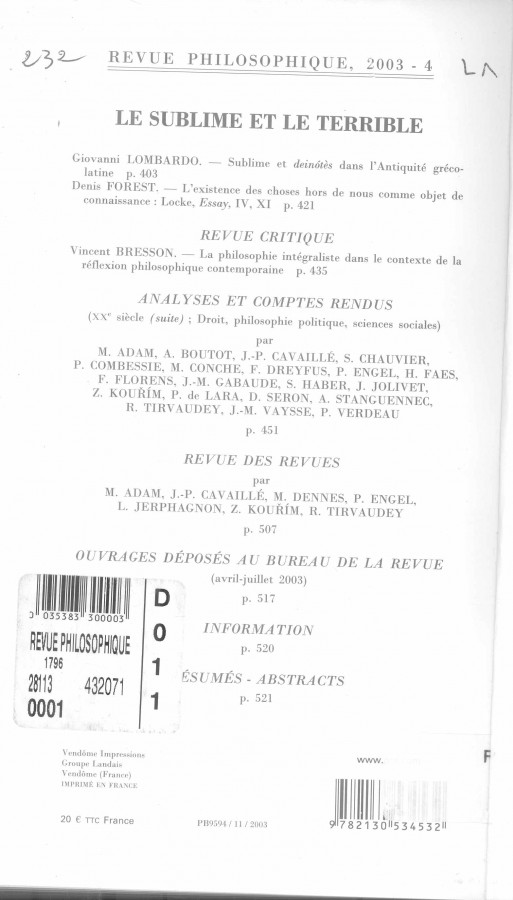 232
REVUE PHILOSOPHIQUE, 2003 - 4
LE SUBLIME ET LE TERRIBLE
Giovanni LOMBARDO. — Sublime et deinótès dans l'Antiquité gréco-
latine p. 403
Denis FOREST. — L'existence des choses hors de nous comme objet de
connaissance : Locke, Essay, IV, XI p. 421
REVUE CRITIQUE
Vincent BRESSON. — La philosophie intégraliste dans le contexte de la
réflexion philosophique contemporaine p. 435
ANALYSES ET COMPTES RENDUS
(XXe siècle (suite) ; Droit, philosophie politique, sciences sociales)
par
M. ADAM, A. BOUTOT, J.-P. CAVAILLÉ, S. CHAUVIER,
P. COMBESSIE, M. CONCHE, F. DREYFUS, P. ENGEL, H. FAES,
F. FLORENS, J.-M. GABAUDE, S. HABER, J. JOLIVET,
Z. KOUŘÍM, P. de LARA, D. SERON, A. STANGUENNEC,
R. TIRVAUDEY, J.-M. VAYSSE, P. VERDEAU
p. 451
REVUE DES REVUES
par
M. ADAM, J.-P. CAVAILLÉ, M. DENNES, P. ENGEL,
L. JERPHAGNON, Z. KOUŘÍM, R. TIRVAUDEY
p. 507
OUVRAGES DÉPOSÉS AU BUREAU DE LA REVUE
(avril-juillet 2003)
p. 517
INFORMATION
p. 520
ÉSUMÉS - ABSTRACTS
p. 521
035383 300003
REVUE PHILOSOPHIQUE
1796
28113 432071
0001
D011
Vendôme Impressions
Groupe Landais
Vendôme (France)
IMPRIMÉ EN FRANCE
www.
20 € TTC France
PB9594 / 11 / 2003
9 782130 534532